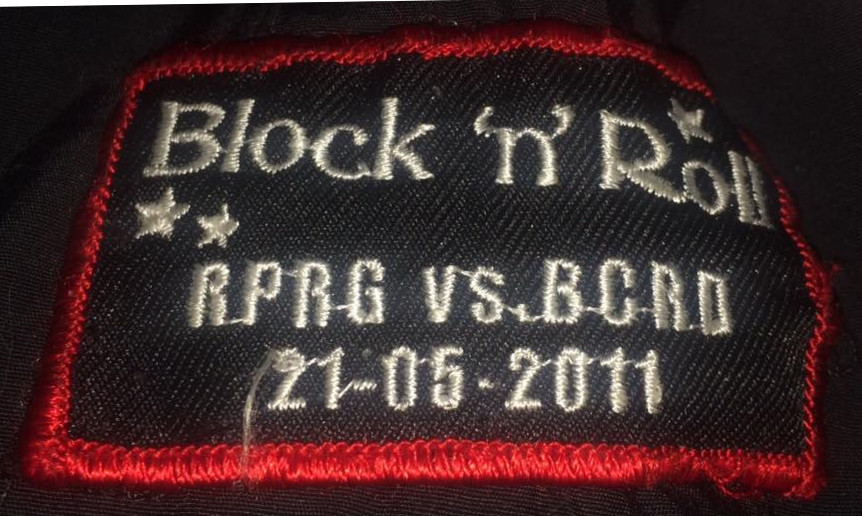 Block 'n' Roll
RPRG vs. BCRD
21-05-2011